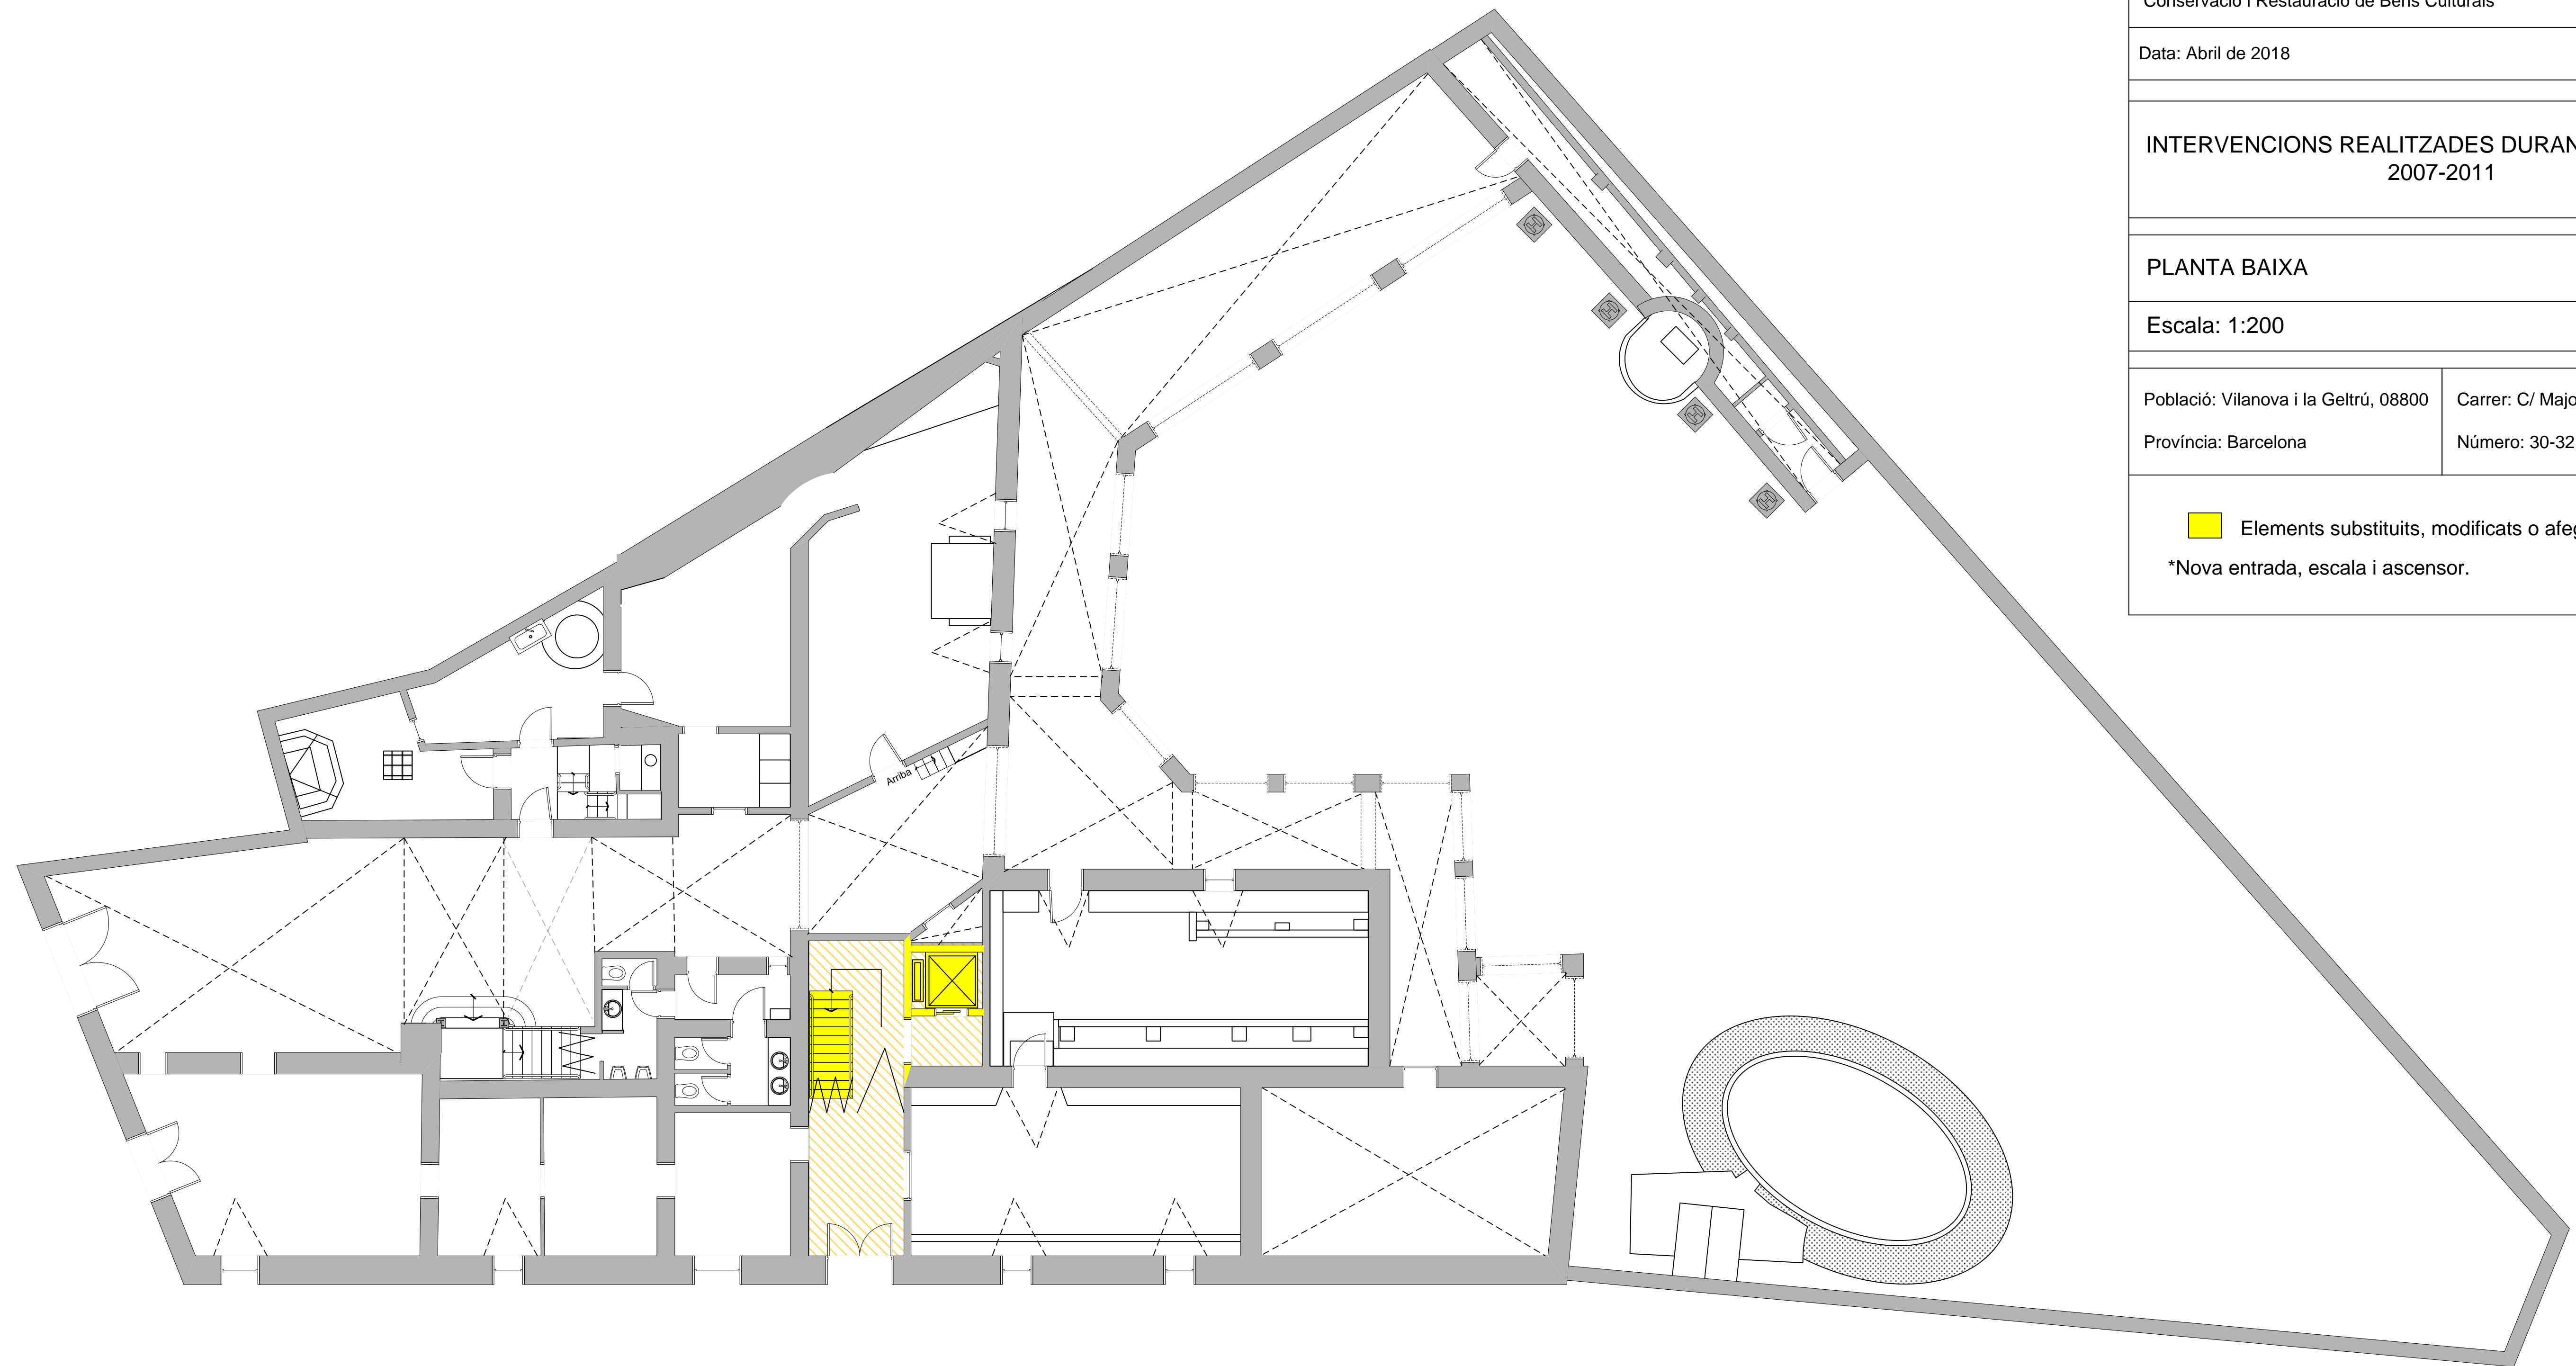 Conservació i Restauració de Béns Culturals
Data: Abril de 2018
INTERVENCIONS REALITZADES DURAN
2007-2011
PLANTA BAIXA
Escala: 1:200
Població: Vilanova i la Geltrú, 08800
Carrer: C/ Majo
Província: Barcelona
Número: 30-32
Elements substituits, modificats o afeg
*Nova entrada, escala i ascensor.
Arriba